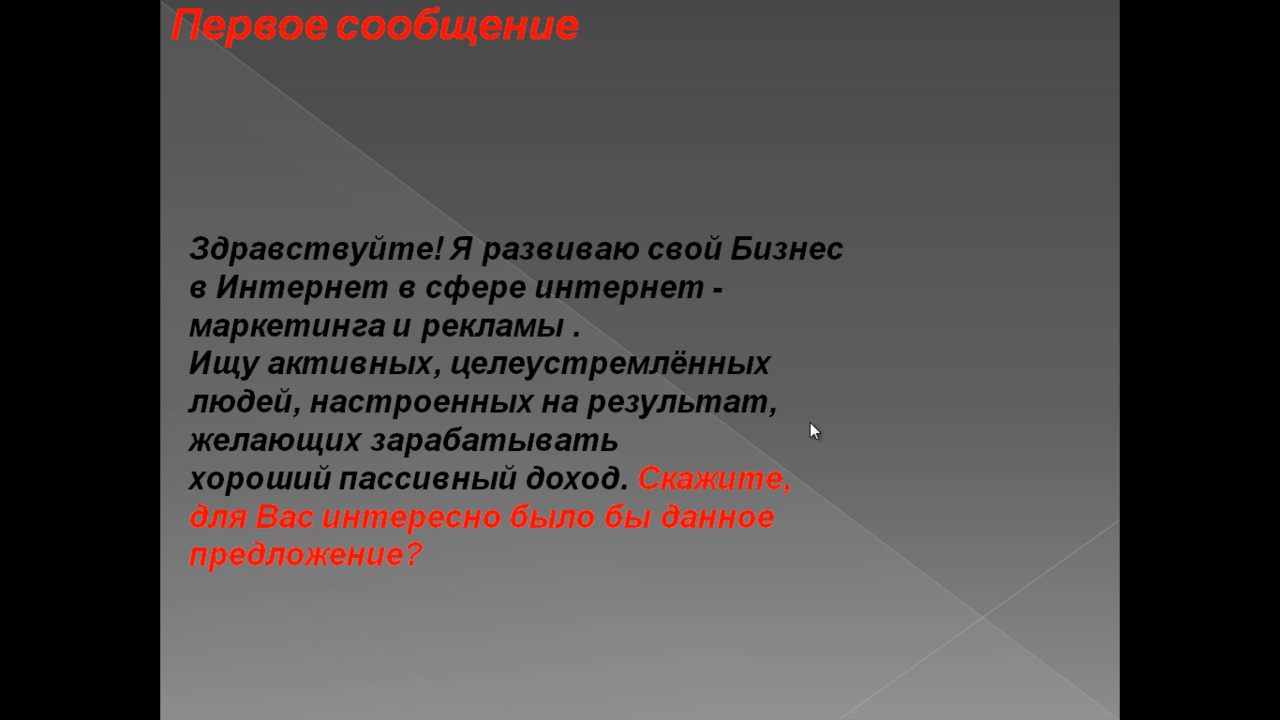 Первое сообщение
Здравствуйте! Я развиваю свой Бизнес
в Интернет в сфере интернет -
маркетинга и рекламы .
Ищу активных, целеустремлённых
людей, настроенных на результат,
желающих зарабатывать
хороший пассивный доход. Скажите,
для Вас интересно было бы данное
предложение?